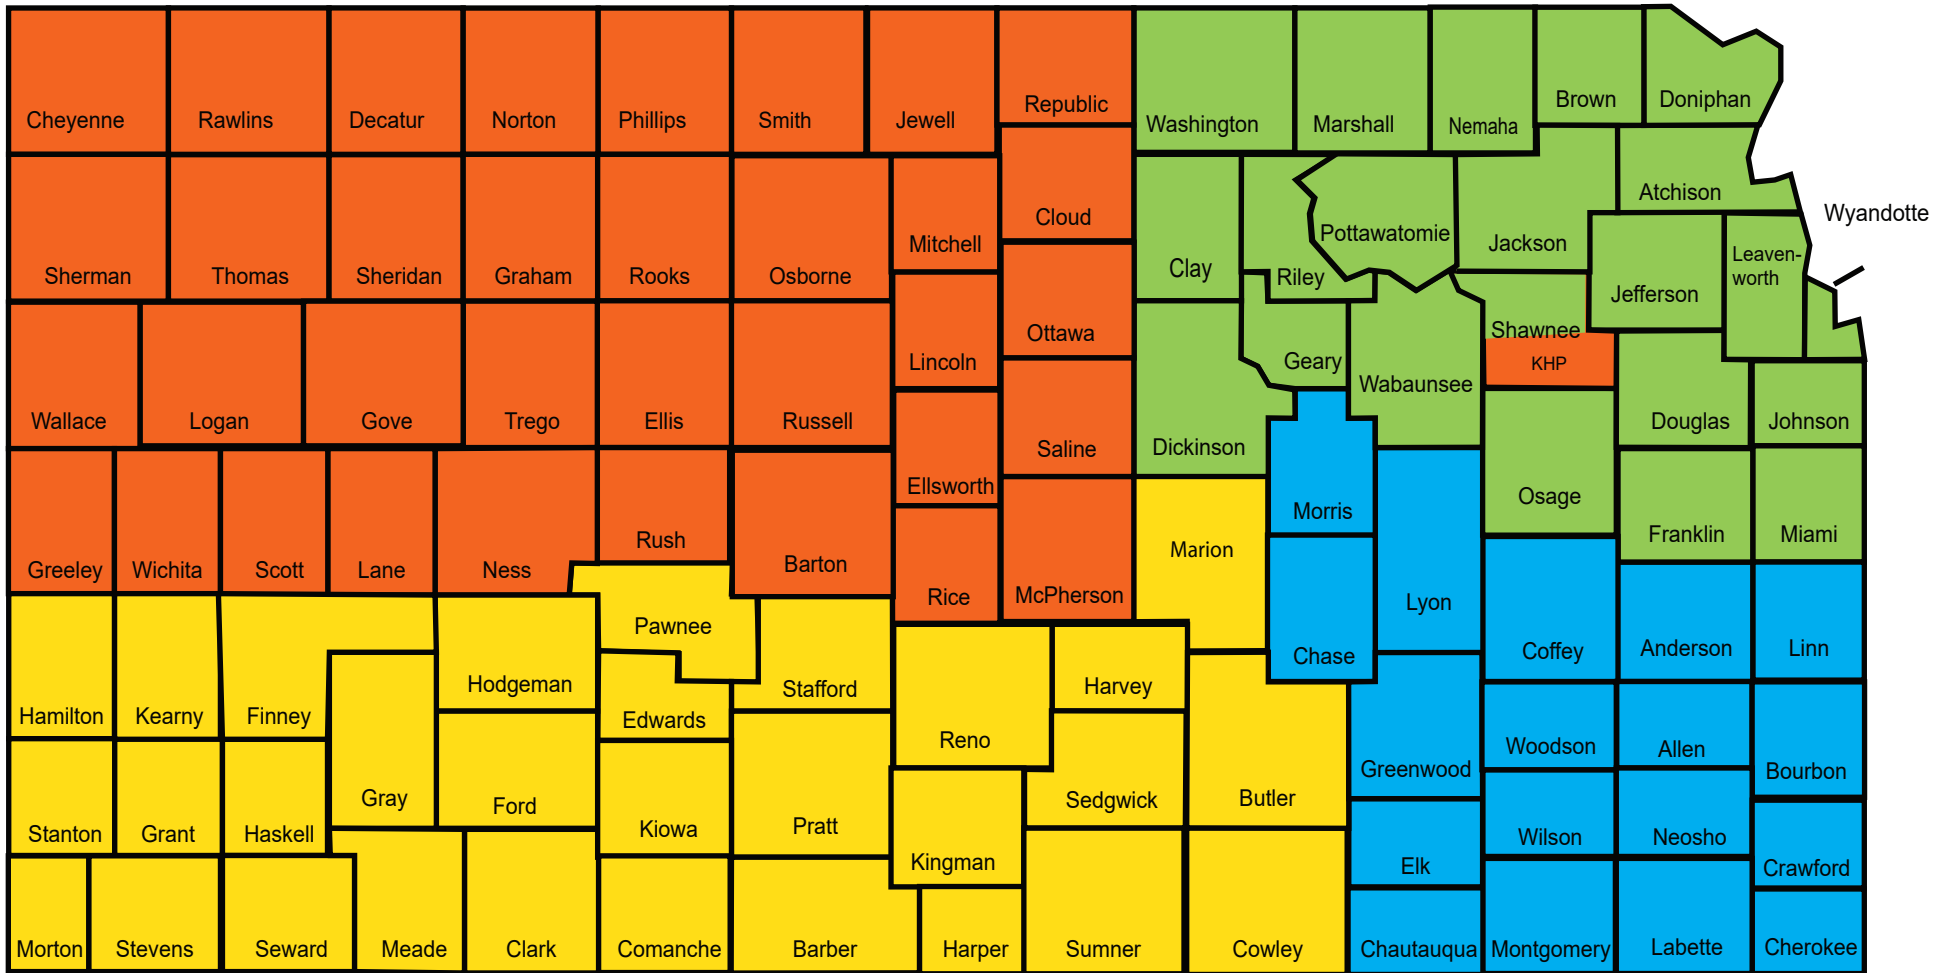 Cheyenne
Rawlins
Decatur
Norton
Phillips
Smith
Jewell
Republic
Washington
Marshall
Nemaha
Brown
Doniphan
Sherman
Thomas
Sheridan
Graham
Rooks
Osborne
Mitchell
Cloud
Clay
Riley
Pottawatomie
Jackson
Atchison
Wyandotte
Jefferson
Leaven-
worth
Wallace
Logan
Gove
Trego
Ellis
Russell
Lincoln
Ottawa
Saline
Ellsworth
Dickinson
Geary
Wabaunsee
Shawnee
KHP
Douglas
Johnson
Greeley
Wichita
Scott
Lane
Ness
Rush
Barton
Rice
McPherson
Marion
Morris
Chase
Lyon
Osage
Franklin
Miami
Hamilton
Kearny
Finney
Hodgeman
Pawnee
Edwards
Stafford
Reno
Harvey
Coffey
Anderson
Linn
Stanton
Grant
Haskell
Gray
Ford
Kiowa
Pratt
Kingman
Sedgwick
Butler
Greenwood
Woodson
Allen
Bourbon
Elk
Wilson
Neosho
Crawford
Morton
Stevens
Seward
Meade
Clark
Comanche
Barber
Harper
Sumner
Cowley
Chautauqua
Montgomery
Labette
Cherokee